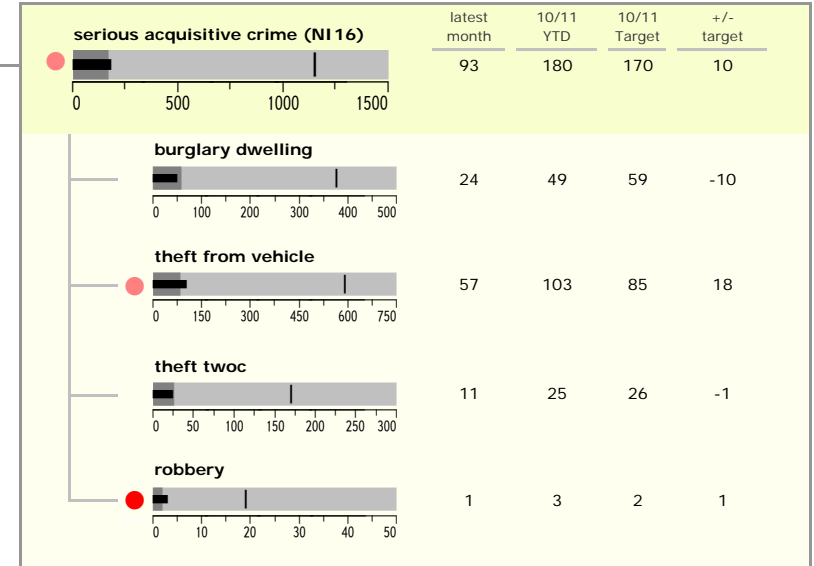 latest 10/11 10/11 +/-
month YTD Target target
serious acquisitive crime (NI16)
93 180 170 10
0 500 1000 1500
burglary dwelling
24 49 59 -10
0 100 200 300 400 500
theft from vehicle
57 103 85 18
0 150 300 450 600 750
theft twoc
11 25 26 -1
0 50 100 150 200 250 300
robbery
1 3 2 1
0 10 20 30 40 50